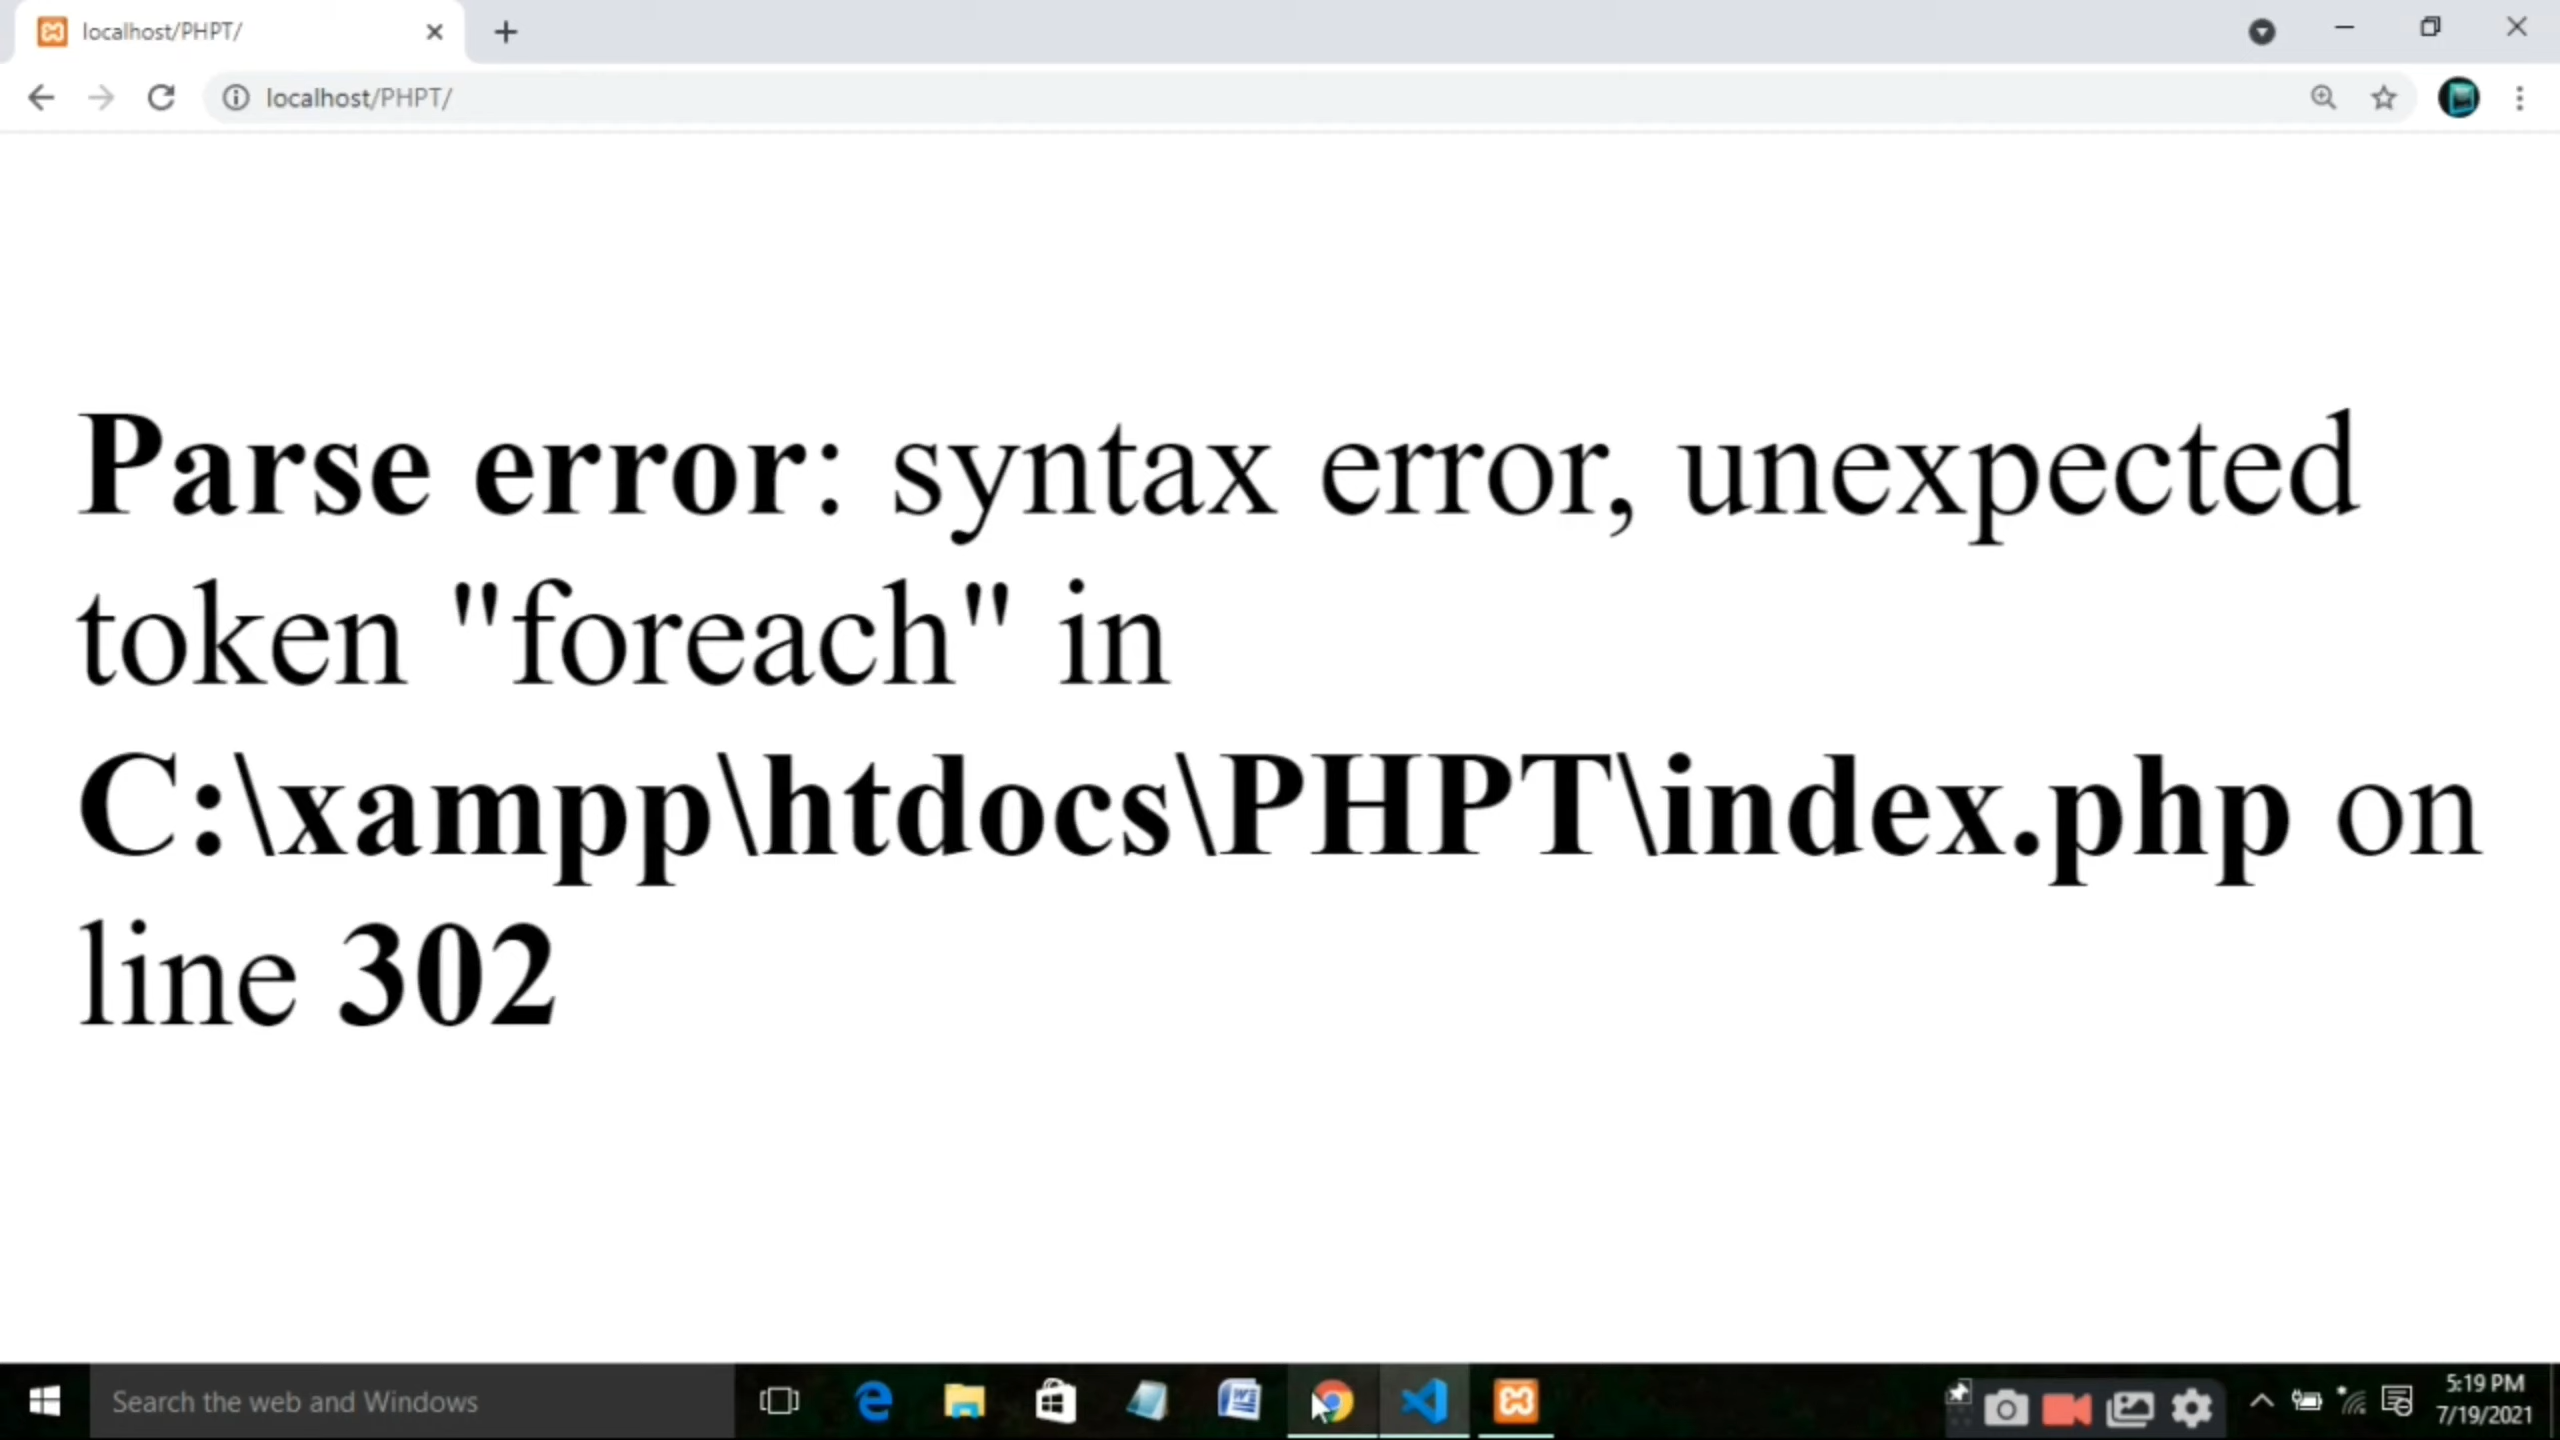 localhost/PHPT/
localhost/PHPT/
Parse error: syntax error, unexpected
token "foreach" in
C:\xampp\htdocs\PHPT\index.php on
line 302
Search the web and Windows
5:19 PM
7/19/2021